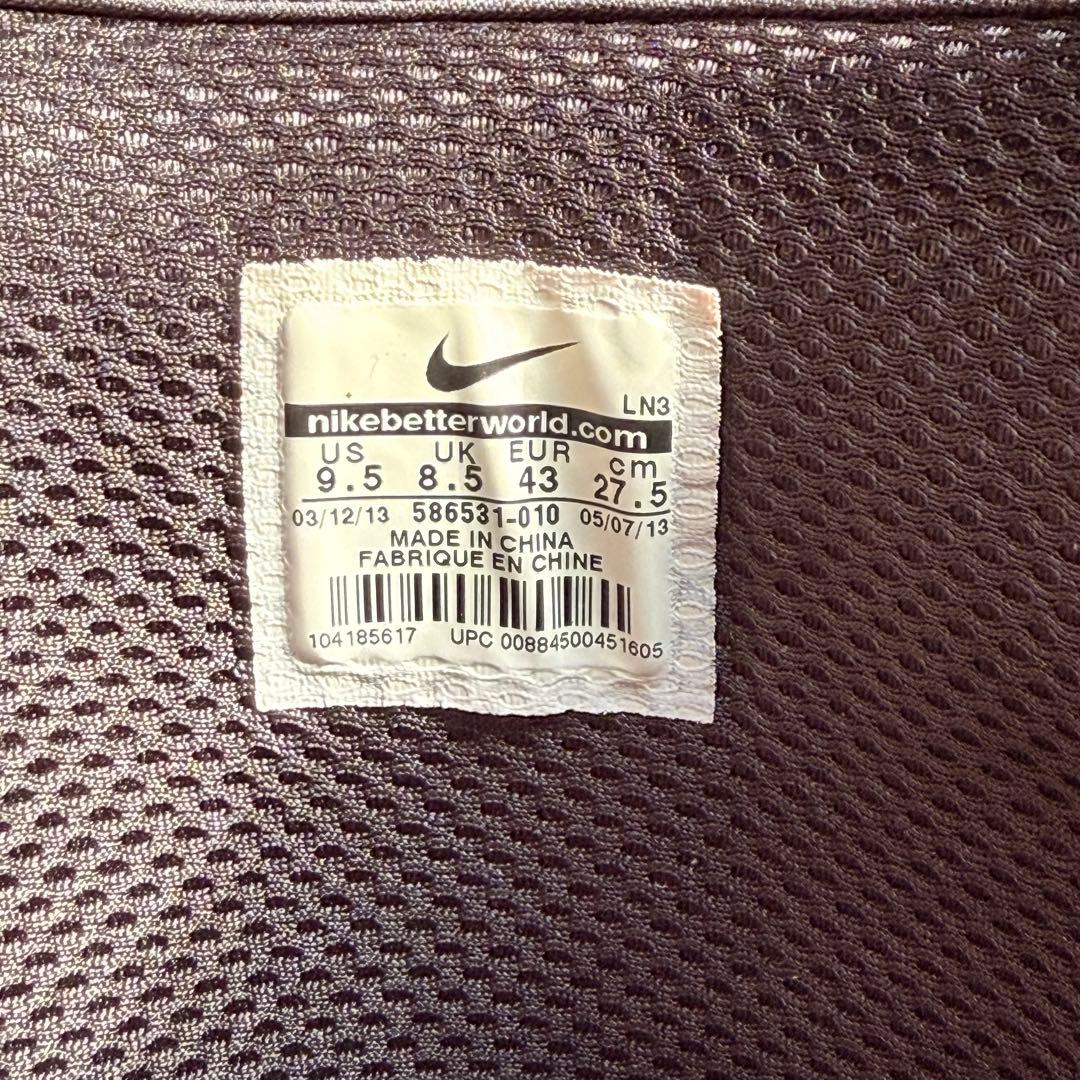 LN3
nikebetterworld.com
US UK EUR cm
9.5 8.5 43 27.5
03/12/13 586531-010 05/07/13
MADE IN CHINA
FABRIQUE EN CHINE
104185617 UPC 00884500451605